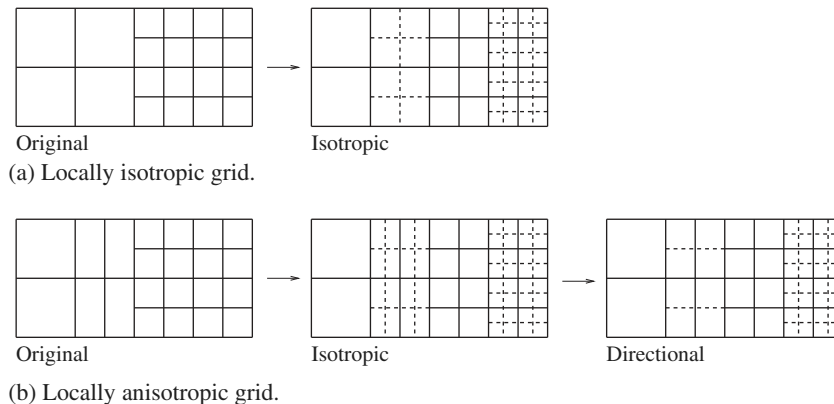 Original
Isotropic
(a) Locally isotropic grid.
Original
Isotropic
Directional
(b) Locally anisotropic grid.